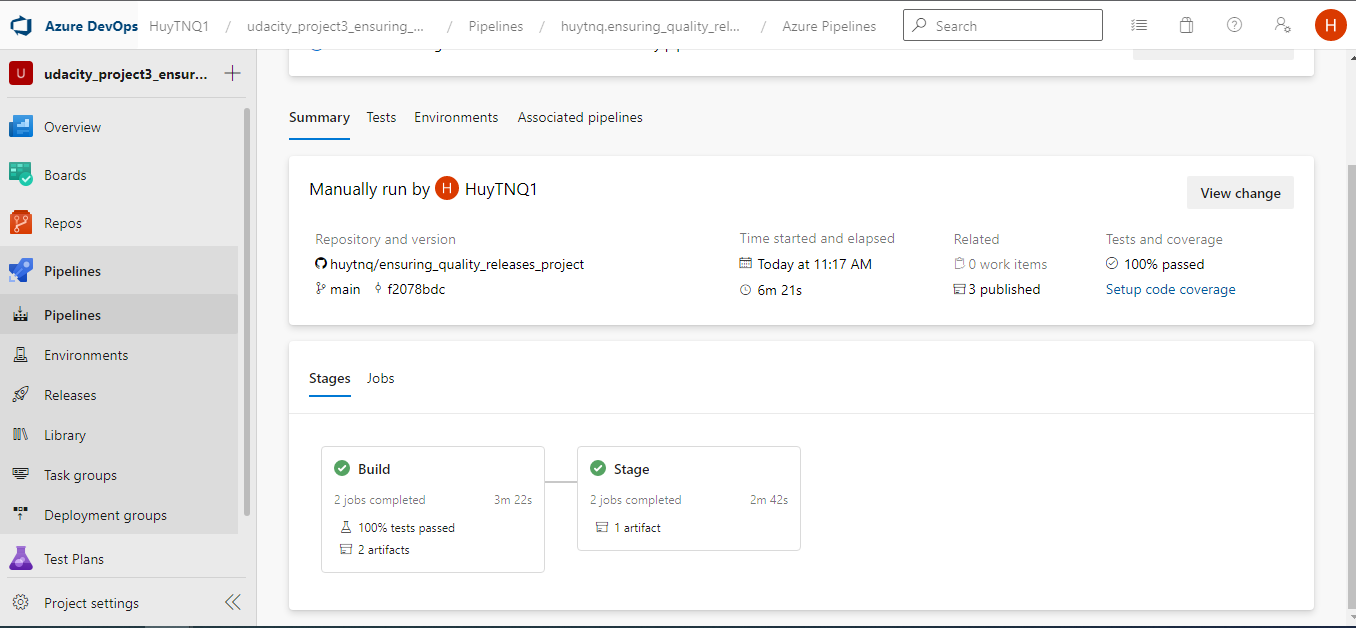 Azure DevOps HuyTNQ1 / udacity_project3_ensuring_... / Pipelines / huytnq.ensuring_quality_rel... / Azure Pipelines Search H
U udacity_project3_ensur... +
Overview
Boards
Repos
Pipelines
Pipelines
Environments
Releases
Library
Task groups
Deployment groups
Test Plans
Project settings
Summary Tests Environments Associated pipelines
Manually run by H HuyTNQ1
View change
Repository and version
huytnq/ensuring_quality_releases_project
main f2078bdc
Time started and elapsed
Today at 11:17 AM
6m 21s
Related
0 work items
3 published
Tests and coverage
100% passed
Setup code coverage
Stages Jobs
Build
2 jobs completed 3m 22s
100% tests passed
2 artifacts
Stage
2 jobs completed 2m 42s
1 artifact